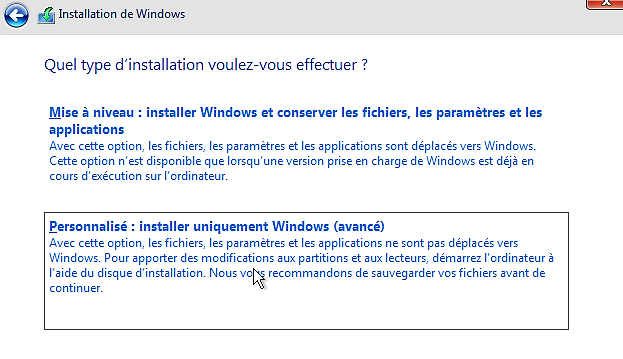 Installation de Windows
Quel type d'installation voulez-vous effectuer ?
Mise à niveau : installer Windows et conserver les fichiers, les paramètres et les
applications
Avec cette option, les fichiers, les paramètres et les applications sont déplacés vers Windows.
Cette option n'est disponible que lorsqu'une version prise en charge de Windows est déjà en
cours d'exécution sur l'ordinateur.
Personnalisé : installer uniquement Windows (avancé)
Avec cette option, les fichiers, les paramètres et les applications ne sont pas déplacés vers
Windows. Pour apporter des modifications aux partitions et aux lecteurs, démarrez l'ordinateur à
l'aide du disque d'installation. Nous vous recommandons de sauvegarder vos fichiers avant de
continuer.